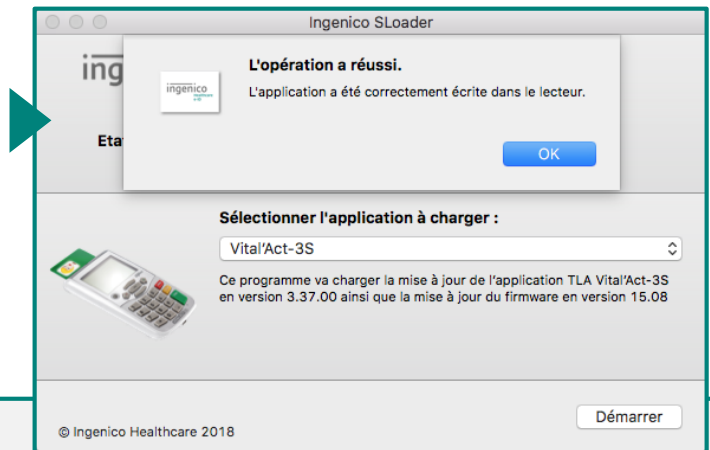 Ingenico SLoader
ing
L'opération a réussi.
ingenico
L'application a été correctement écrite dans le lecteur.
Eta
OK
Sélectionner l'application à charger :
Vital'Act-3S
Ce programme va charger la mise à jour de l'application TLA Vital'Act-3S
en version 3.37.00 ainsi que la mise à jour du firmware en version 15.08
Démarrer
© Ingenico Healthcare 2018